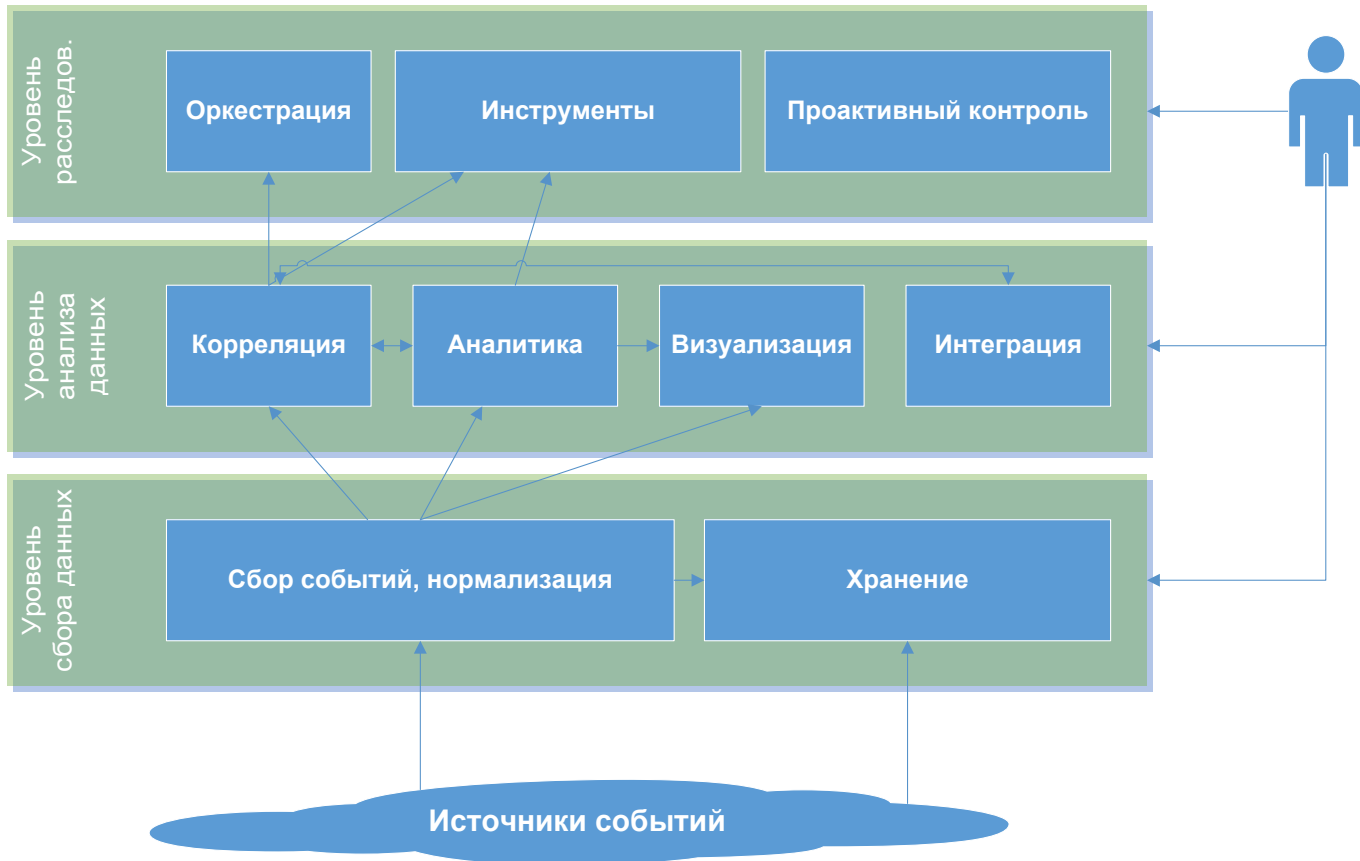 Уровень
расследов.
Оркестрация
Инструменты
Проактивный контроль
Уровень
анализа
данных
Корреляция
Аналитика
Визуализация
Интеграция
Уровень
сбора данных
Сбор событий, нормализация
Хранение
Источники событий